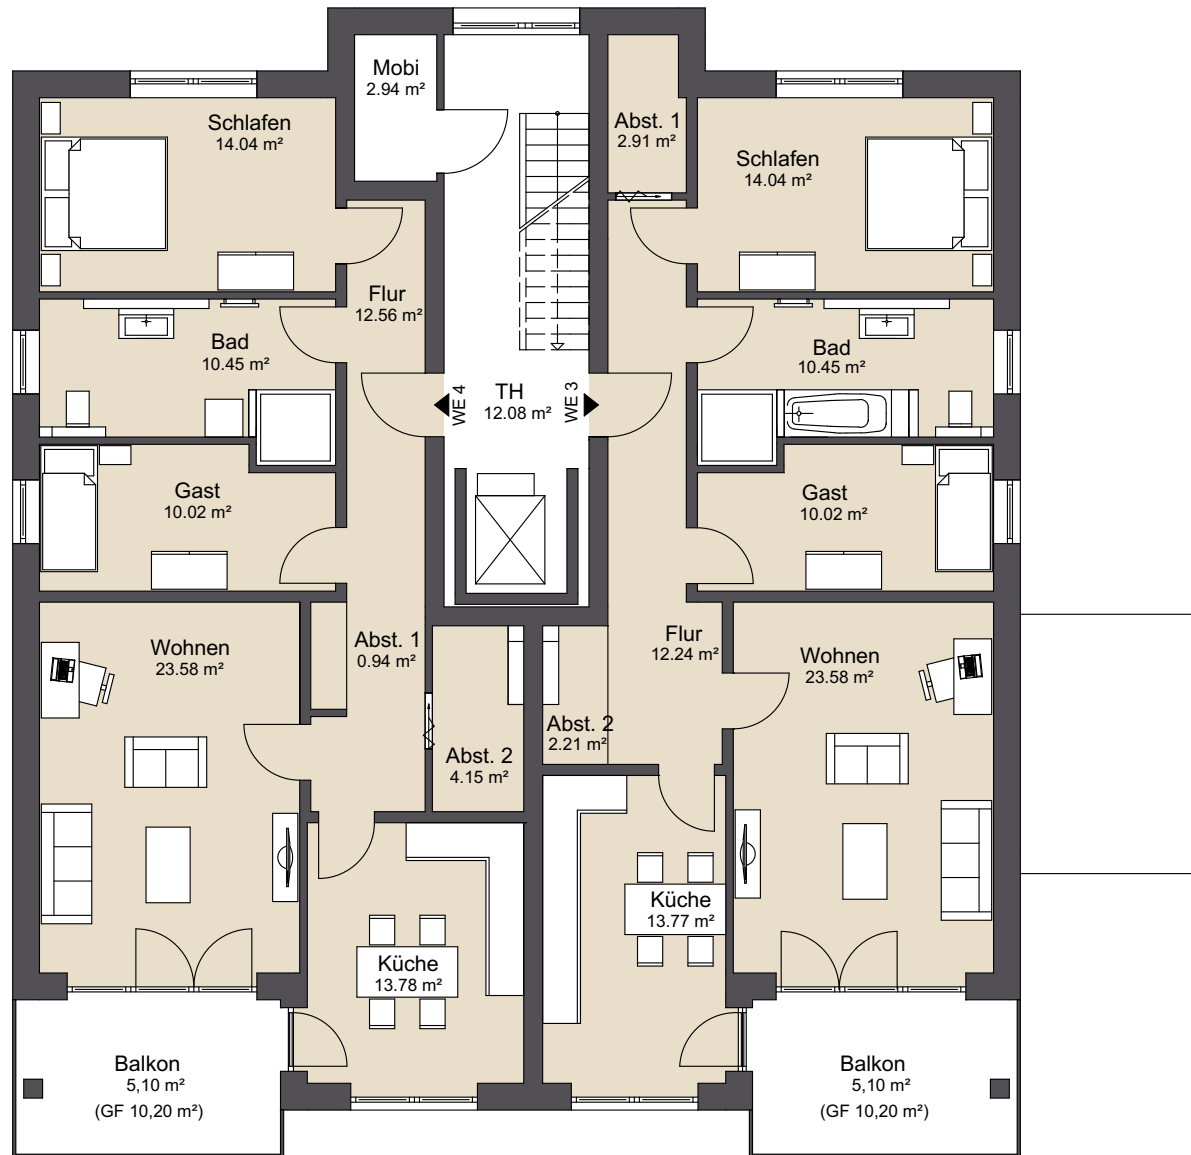 Mobi
2.94 m²
Schlafen
14.04 m²
Abst. 1
2.91 m²
Schlafen
14.04 m²
Flur
12.56 m²
Bad
10.45 m²
Bad
10.45 m²
WE 4
TH
12.08 m²
WE 3
Gast
10.02 m²
Gast
10.02 m²
Wohnen
23.58 m²
Abst. 1
0.94 m²
Flur
12.24 m²
Wohnen
23.58 m²
Abst. 2
4.15 m²
Abst. 2
2.21 m²
Küche
13.77 m²
Küche
13.78 m²
Balkon
5,10 m²
(GF 10,20 m²)
Balkon
5,10 m²
(GF 10,20 m²)